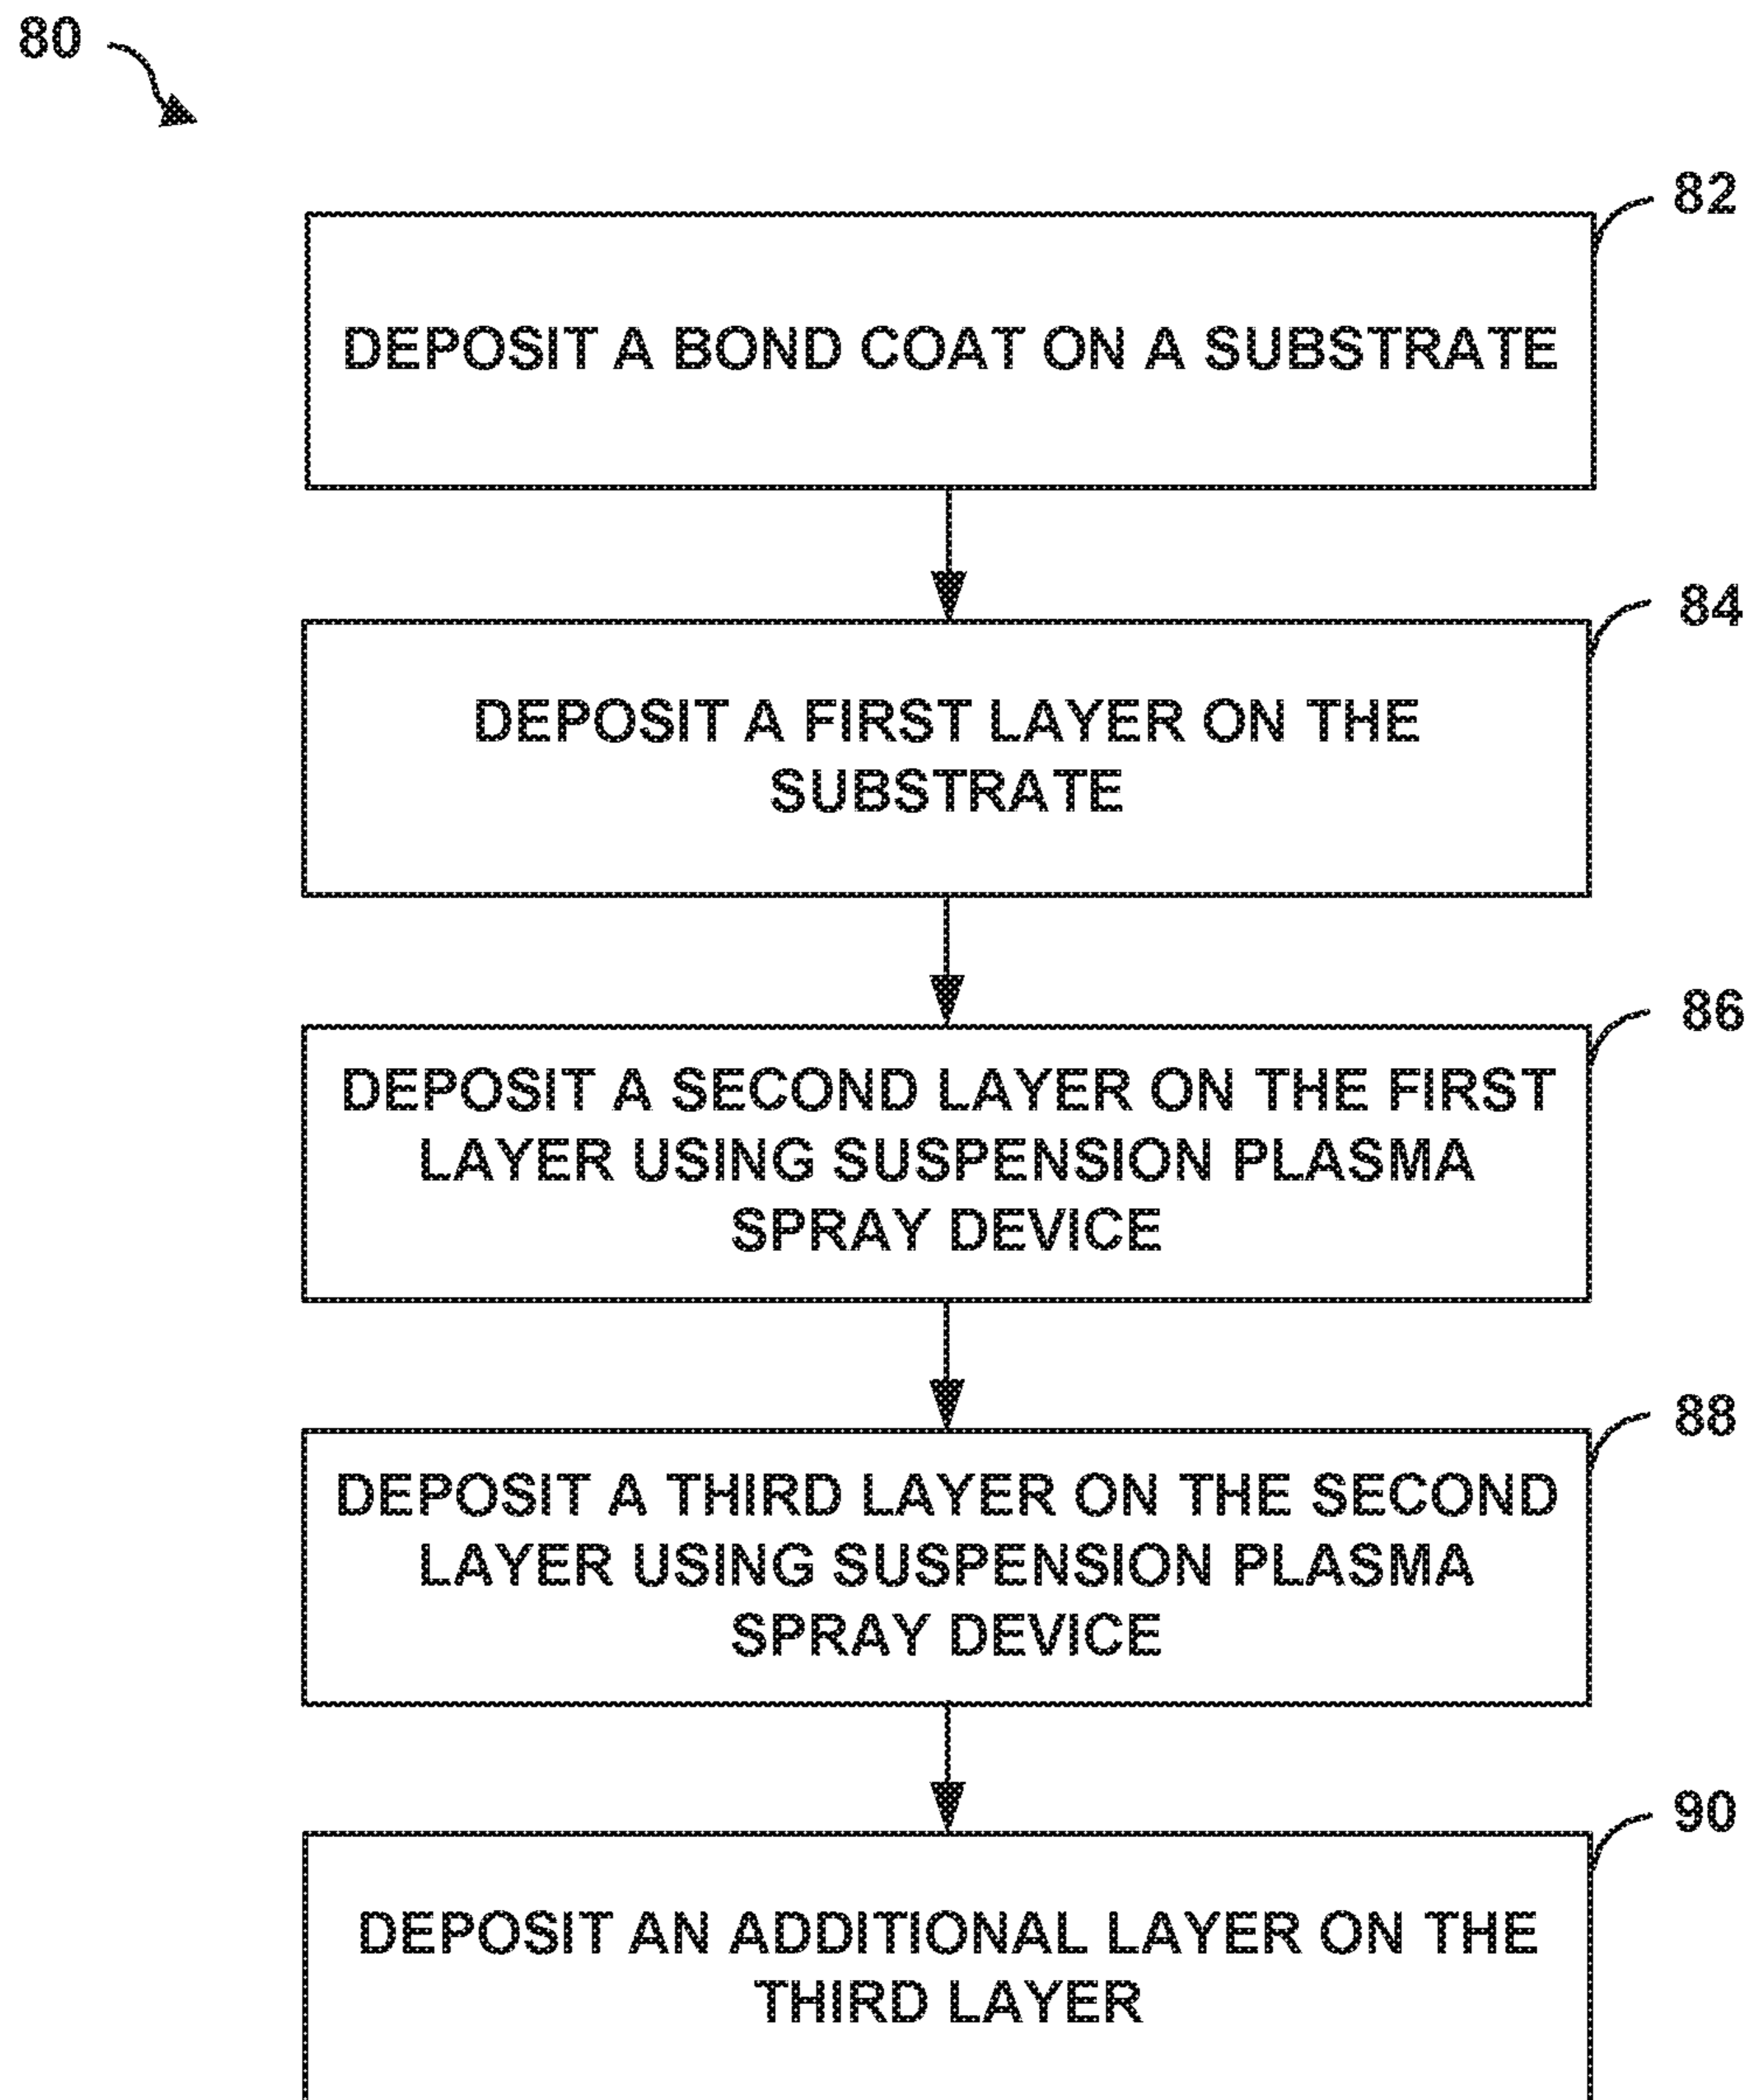 80
82
DEPOSIT A BOND COAT ON A SUBSTRATE
84
DEPOSIT A FIRST LAYER ON THE
SUBSTRATE
86
DEPOSIT A SECOND LAYER ON THE FIRST
LAYER USING SUSPENSION PLASMA
SPRAY DEVICE
88
DEPOSIT A THIRD LAYER ON THE SECOND
LAYER USING SUSPENSION PLASMA
SPRAY DEVICE
90
DEPOSIT AN ADDITIONAL LAYER ON THE
THIRD LAYER